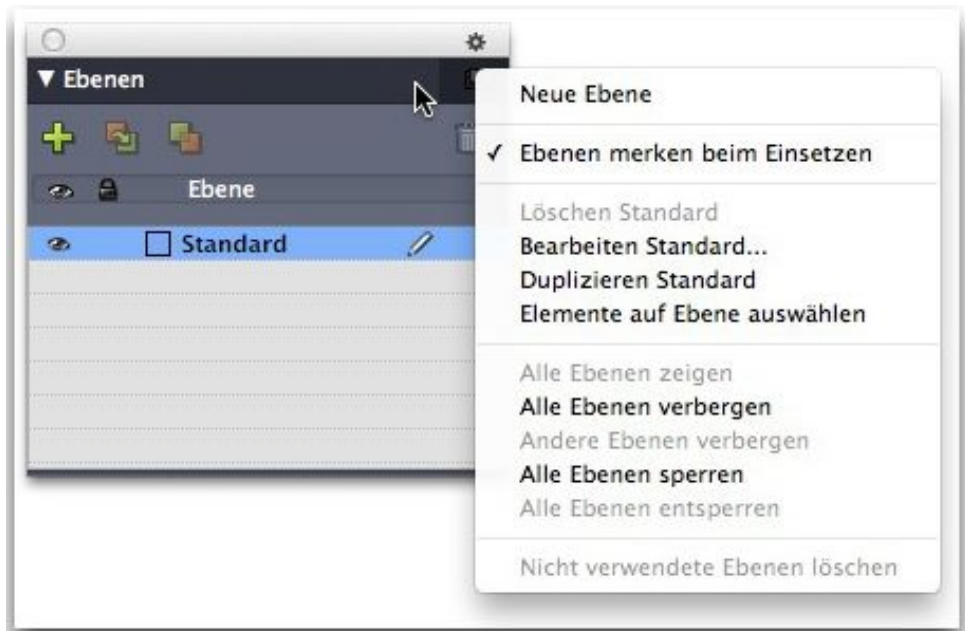 Ebenen
Ebene
Standard
Neue Ebene
Ebenen merken beim Einsetzen
Löschen Standard
Bearbeiten Standard...
Duplizieren Standard
Elemente auf Ebene auswählen
Alle Ebenen zeigen
Alle Ebenen verbergen
Andere Ebenen verbergen
Alle Ebenen sperren
Alle Ebenen entsperren
Nicht verwendete Ebenen löschen